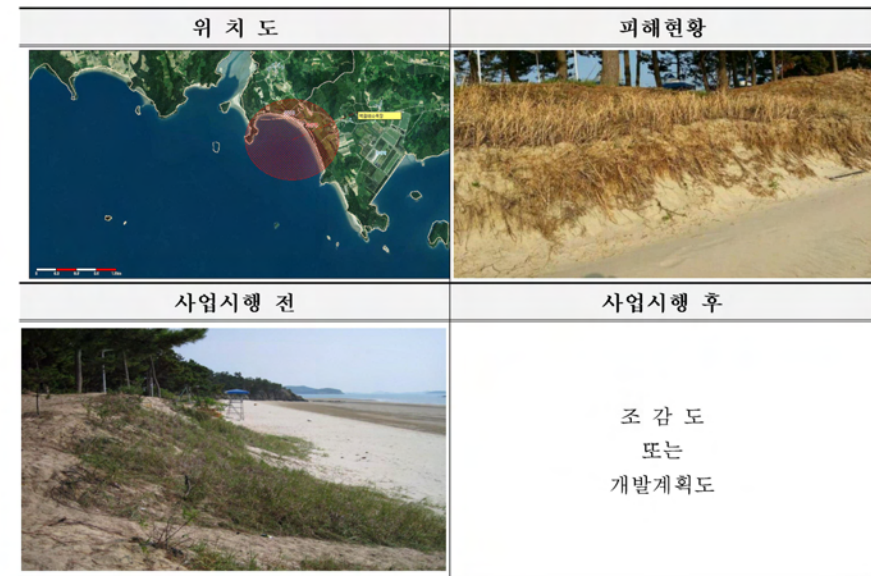 위 치 도
피해현황
사업시행 전
사업시행 후
조 감 도
또는
개발계획도